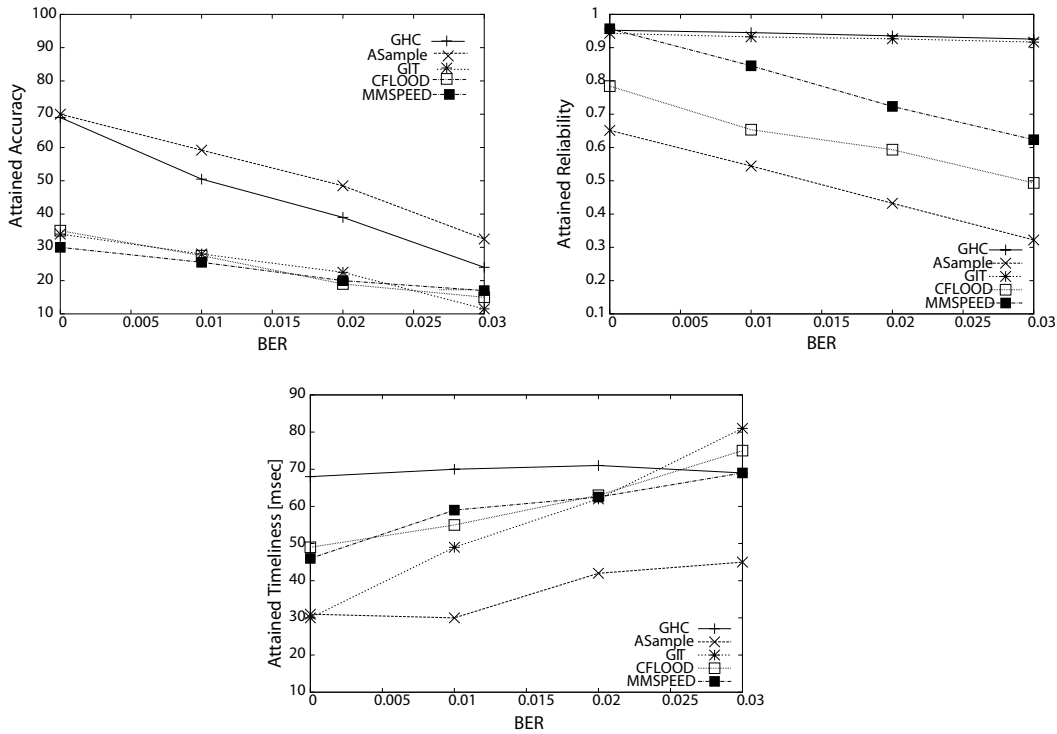 100
90
80
70
60
50
40
30
20
10
Attained Accuracy
GHC
ASample
GIT
CFLOOD
MMSPEED
0 0.005 0.01 0.015 0.02 0.025 0.03
BER
1
0.9
0.8
0.7
0.6
0.5
0.4
0.3
0.2
0.1
Attained Reliability
GHC
ASample
GIT
CFLOOD
MMSPEED
0 0.005 0.01 0.015 0.02 0.025 0.03
BER
90
80
70
60
50
40
30
20
10
Attained Timeliness [msec]
GHC
ASample
GIT
CFLOOD
MMSPEED
0 0.005 0.01 0.015 0.02 0.025 0.03
BER